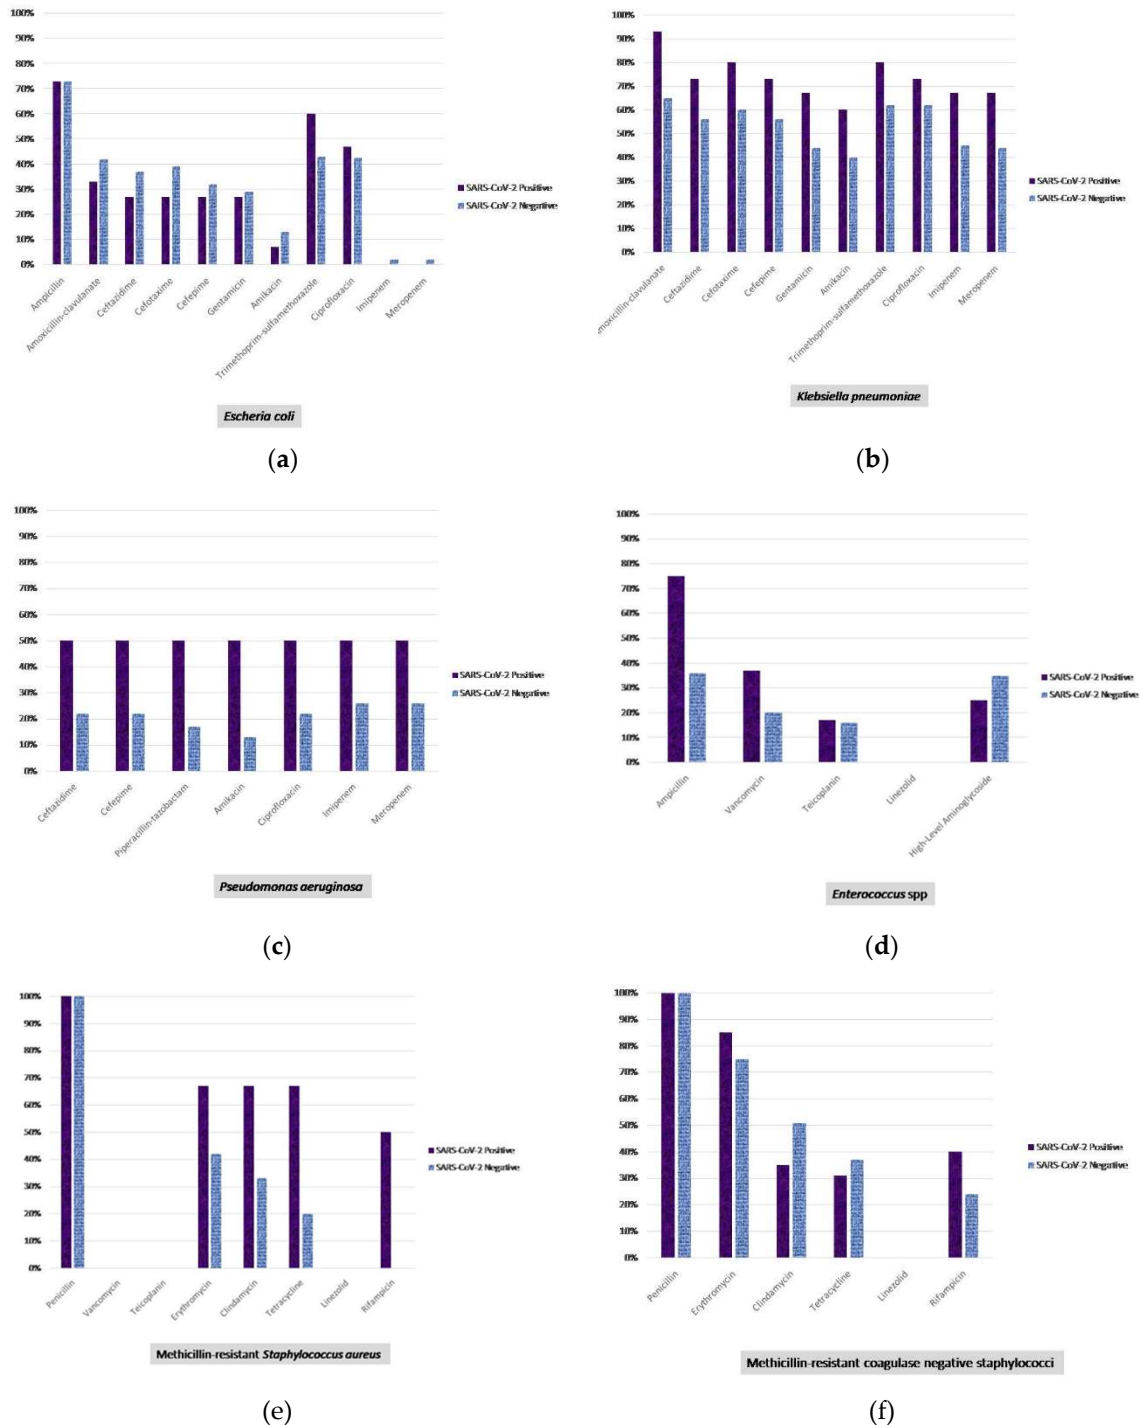 100%
90%
80%
70%
60%
50%
40%
30%
20%
10%
0%
Ampicillin
Amoxicillin-clavulanate
Ceftazidime
Cefotaxime
Cefepime
Gentamicin
Amikacin
Trimethoprim-sulfamethoxazole
Ciprofloxacin
Imipenem
Meropenem
SARS-CoV-2 Positive
SARS-CoV-2 Negative
Escheria coli
(a)
100%
90%
80%
70%
60%
50%
40%
30%
20%
10%
0%
moxicillin-clavulanate
Ceftazidime
Cefotaxime
Cefepime
Gentamicin
Amikacin
Trimethoprim-sulfamethoxazole
Ciprofloxacin
Imipenem
Meropenem
SARS-CoV-2 Positive
SARS-CoV-2 Negative
Klebsiella pneumoniae
(b)
100%
90%
80%
70%
60%
50%
40%
30%
20%
10%
0%
Ceftazidime
Cefepime
Piperacillin-tazobactam
Amikacin
Ciprofloxacin
Imipenem
Meropenem
SARS-CoV-2 Positive
SARS-CoV-2 Negative
Pseudomonas aeruginosa
(c)
100%
90%
80%
70%
60%
50%
40%
30%
20%
10%
0%
Ampicillin
Vancomycin
Teicoplanin
Linezolid
High-Level Aminoglycoside
SARS-CoV-2 Positive
SARS-CoV-2 Negative
Enterococcus spp
(d)
100%
90%
80%
70%
60%
50%
40%
30%
20%
10%
0%
Penicillin
Vancomycin
Teicoplanin
Erythromycin
Clindamycin
Tetracycline
Linezolid
Rifampicin
SARS-CoV-2 Positive
SARS-CoV-2 Negative
Methicillin-resistant Staphylococcus aureus
(e)
100%
90%
80%
70%
60%
50%
40%
30%
20%
10%
0%
Penicillin
Erythromycin
Clindamycin
Tetracycline
Linezolid
Rifampicin
SARS-CoV-2 Positive
SARS-CoV-2 Negative
Methicillin-resistant coagulase negative staphylococci
(f)